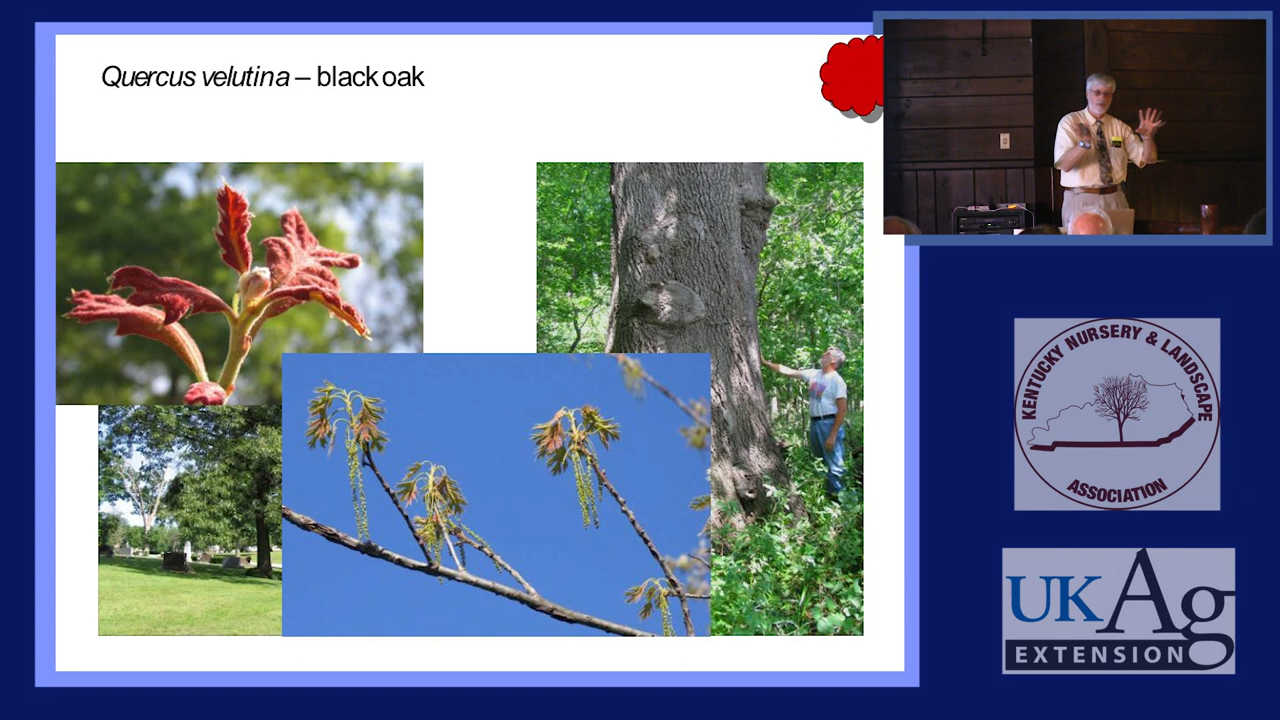 Quercus velutina – black oak
KENTUCKY NURSERY & LANDSCAPE
ASSOCIATION
UKAg
EXTENSION